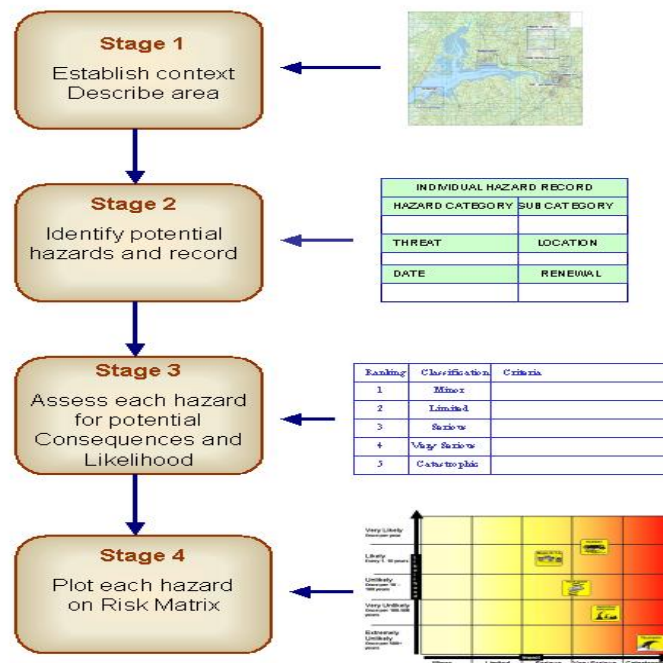 Stage 1
Establish context
Describe area
Stage 2
Identify potential
hazards and record
INDIVIDUAL HAZARD RECORD
HAZARD CATEGORY SUB CATEGORY
THREAT LOCATION
DATE RENEWAL
Stage 3
Assess each hazard
for potential
Consequences and
Likelihood
Ranking Classification Criteria
1 Minor
2 Limited
3 Serious
4 Very Serious
5 Catastrophic
Stage 4
Plot each hazard
on Risk Matrix
Very Likely
Likely
Unlikely
Very Unlikely
Extremely
Unlikely